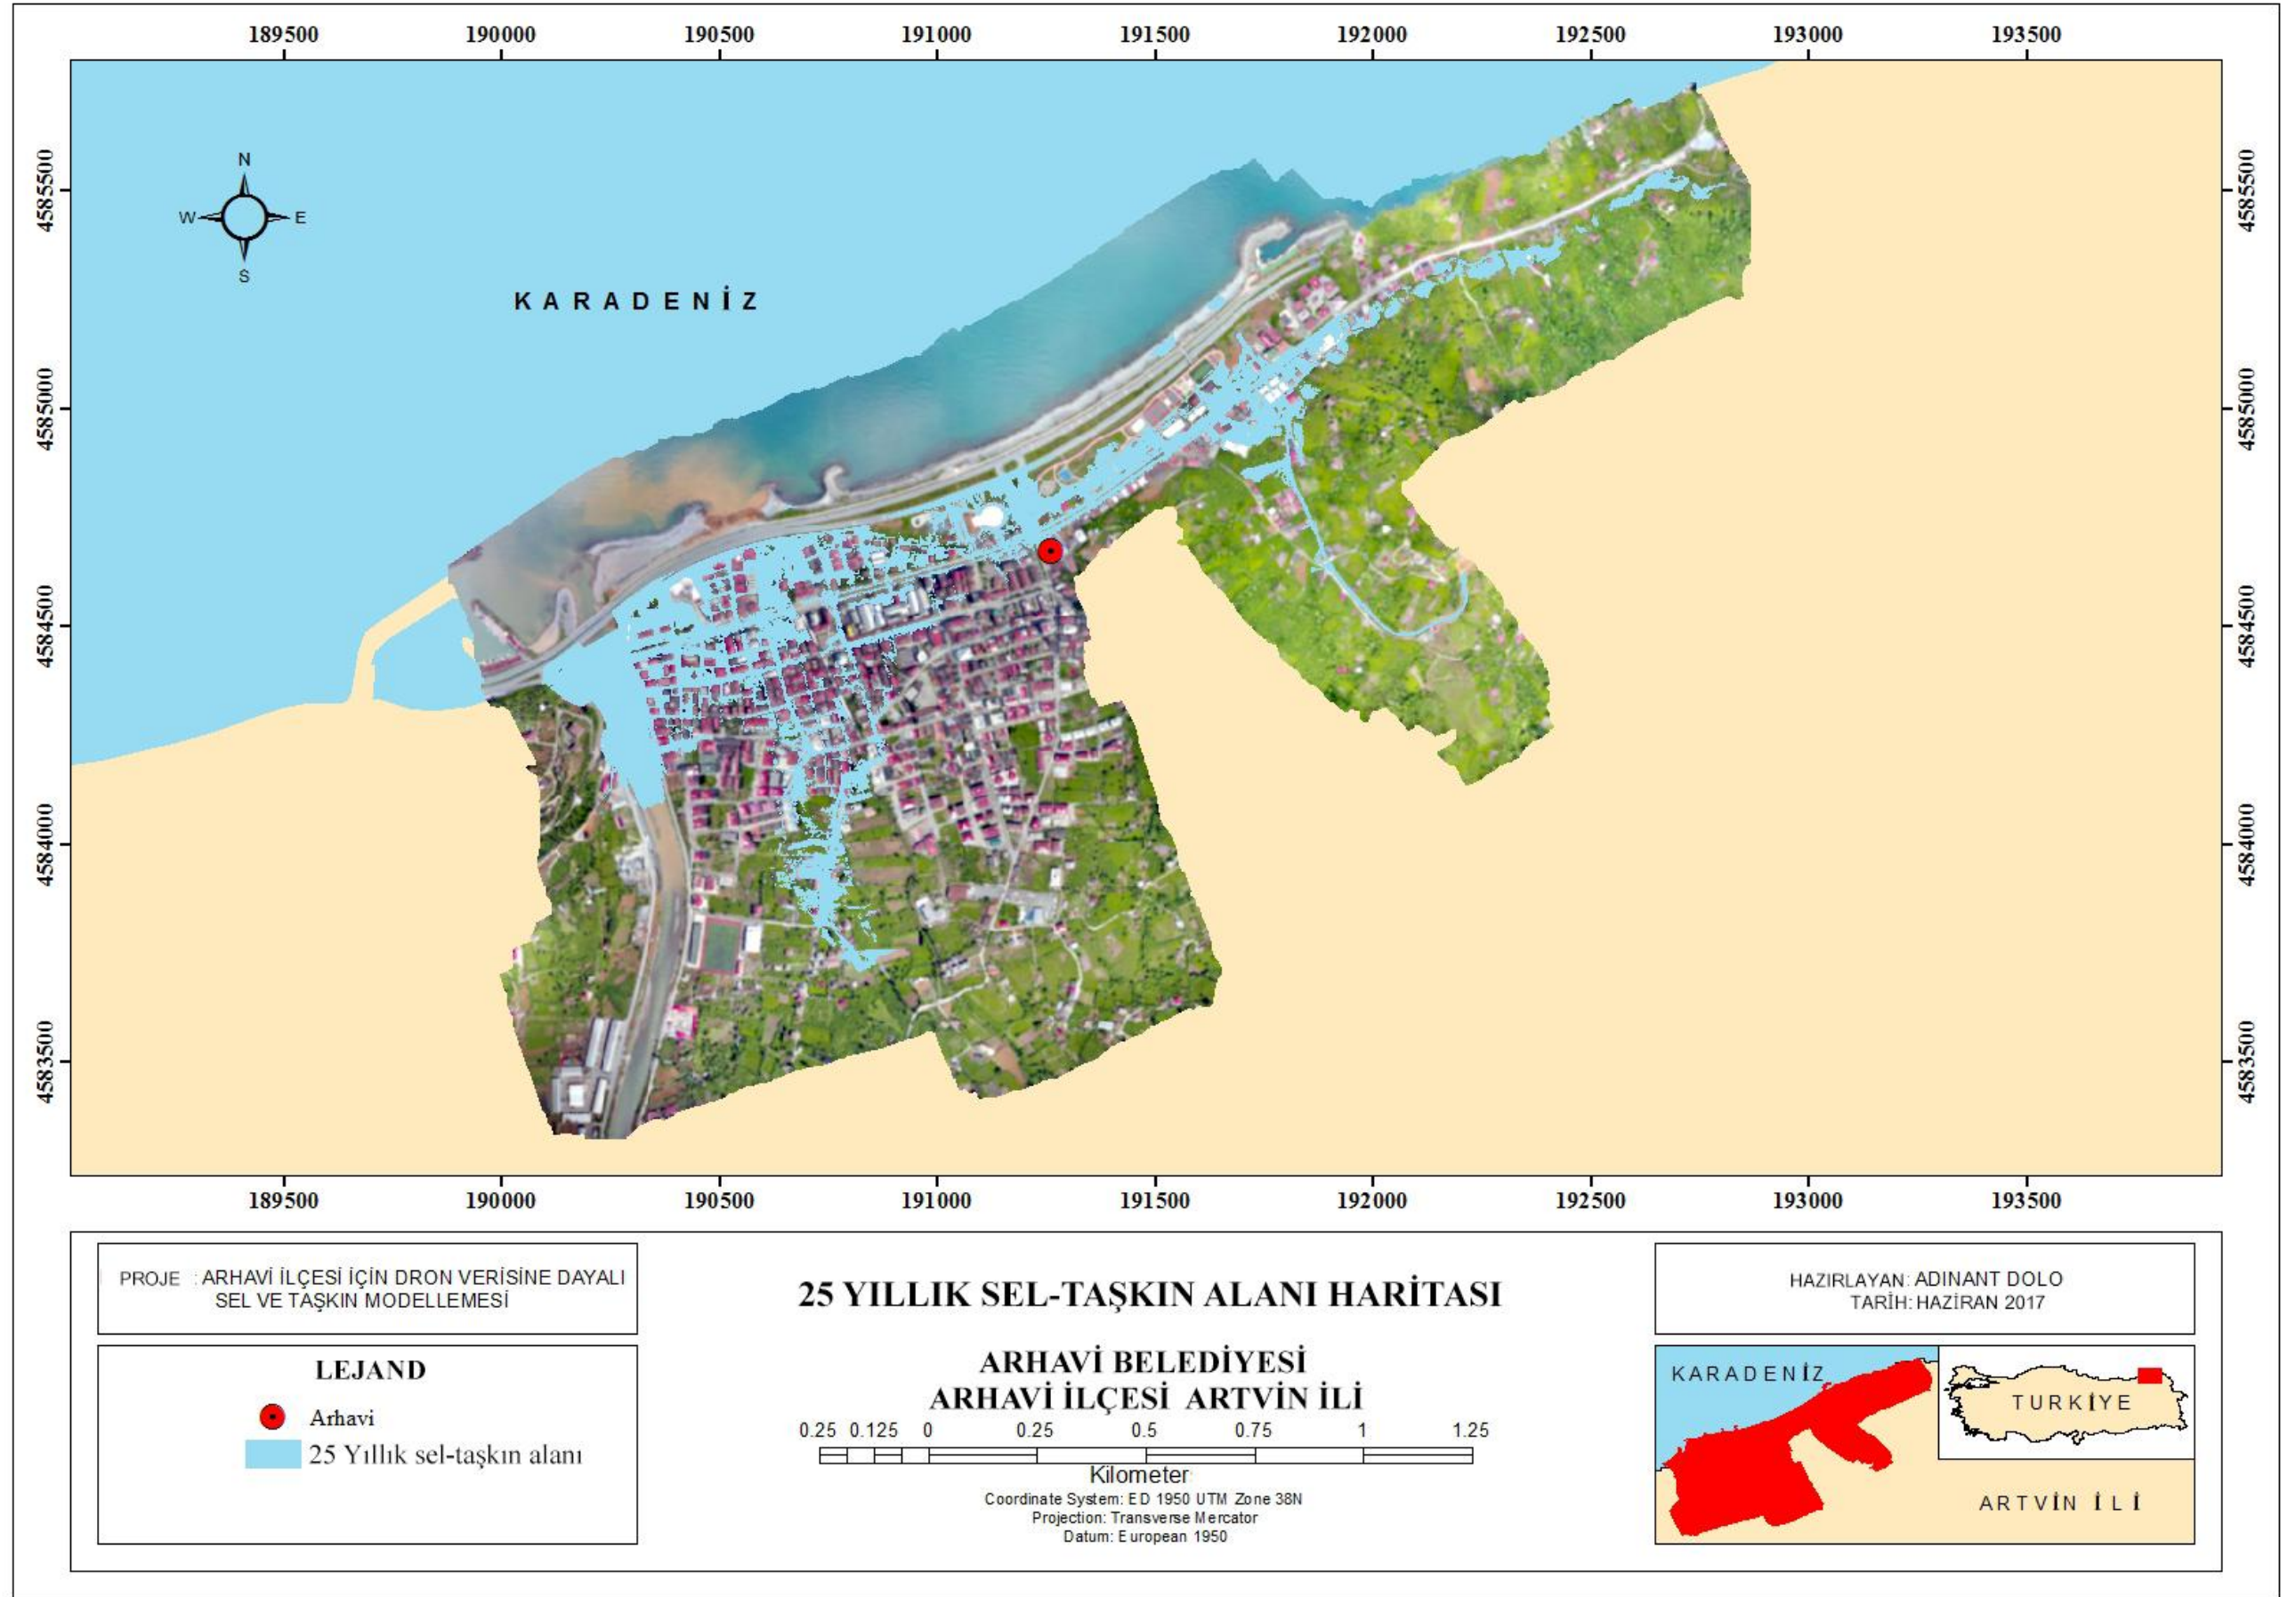 189500 190000 190500 191000 191500 192000 192500 193000 193500
4585500
4585000
4584500
4584000
4583500
N
W E
S
KARADENİZ
4585500
4585000
4584500
4584000
4583500
189500 190000 190500 191000 191500 192000 192500 193000 193500
PROJE : ARHAVİ İLÇESİ İÇİN DRON VERİSİNE DAYALI
SEL VE TAŞKIN MODELLEMESİ
LEJAND
Arhavi
25 Yıllık sel-taşkın alanı
25 YILLIK SEL-TAŞKIN ALANI HARİTASI
ARHAVİ BELEDİYESİ
ARHAVİ İLÇESİ ARTVİN İLİ
0.25 0.125 0 0.25 0.5 0.75 1 1.25
Kilometer
Coordinate System: ED 1950 UTM Zone 38N
Projection: Transverse Mercator
Datum: European 1950
HAZIRLAYAN: ADINANT DOLO
TARİH: HAZİRAN 2017
KARADENİZ
TURKİYE
ARTVİN İLİ